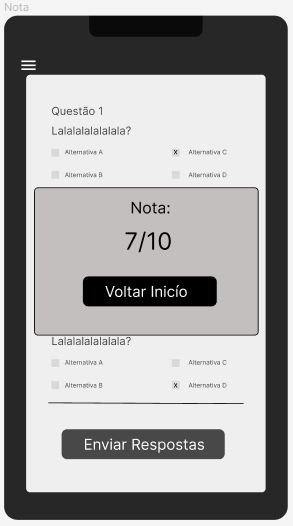 Nota
Questão 1
Lalalalalalalala?
Alternativa A
x Alternativa C
Alternativa B
Alternativa D
Nota:
7/10
Voltar Inicío
Lalalalalalalala?
Alternativa A
Alternativa C
Alternativa B
x Alternativa D
Enviar Respostas